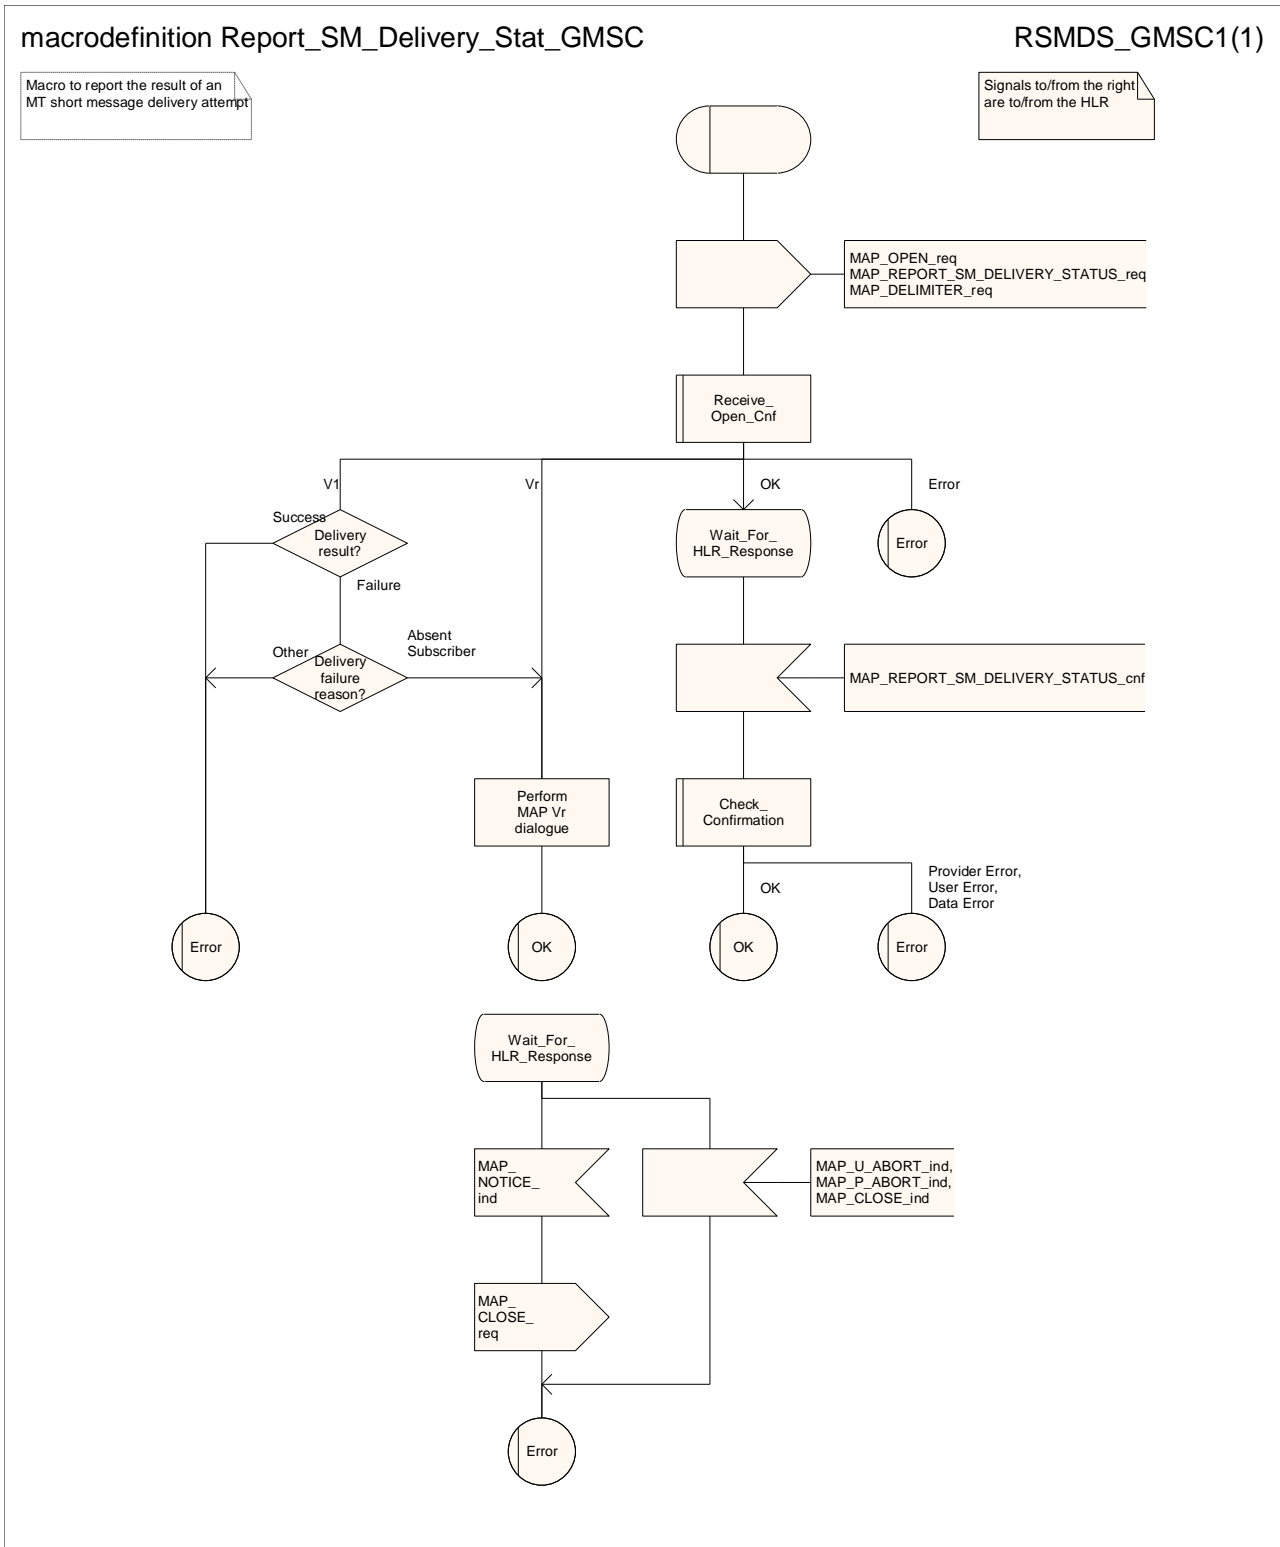 macrodefinition Report_SM_Delivery_Stat_GMSC
RSMDS_GMSC1(1)
Macro to report the result of an
MT short message delivery attempt
Signals to/from the right
are to/from the HLR
MAP_OPEN_req
MAP_REPORT_SM_DELIVERY_STATUS_req
MAP_DELIMITER_req
Receive_
Open_Cnf
V1
Vr
OK
Error
Success
Delivery
result?
Wait_For_
HLR_Response
Error
Failure
Absent
Subscriber
Other
Delivery
failure
reason?
MAP_REPORT_SM_DELIVERY_STATUS_cnf
Perform
MAP Vr
dialogue
Check_
Confirmation
OK
Provider Error,
User Error,
Data Error
Error
OK
OK
Error
Wait_For_
HLR_Response
MAP_
NOTICE_
ind
MAP_U_ABORT_ind,
MAP_P_ABORT_ind,
MAP_CLOSE_ind
MAP_
CLOSE_
req
Error